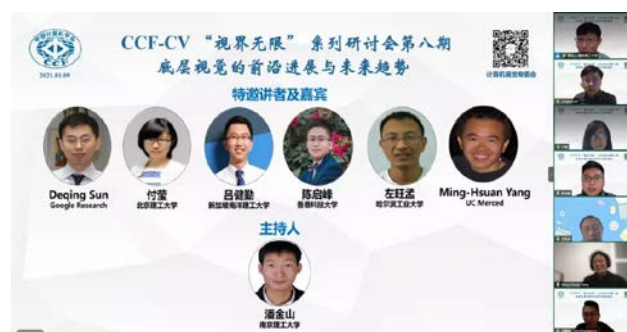 CCF-CV “视界无限” 系列研讨会第八期
底层视觉的前沿进展与未来趋势
2021.01.09
计算机视觉专委会
特邀讲者及嘉宾
Deqing Sun
Google Research
付莹
北京理工大学
吕健勤
新加坡南洋理工大学
陈启峰
香港科技大学
左旺孟
哈尔滨工业大学
Ming-Hsuan Yang
UC Merced
主持人
潘金山
南京理工大学